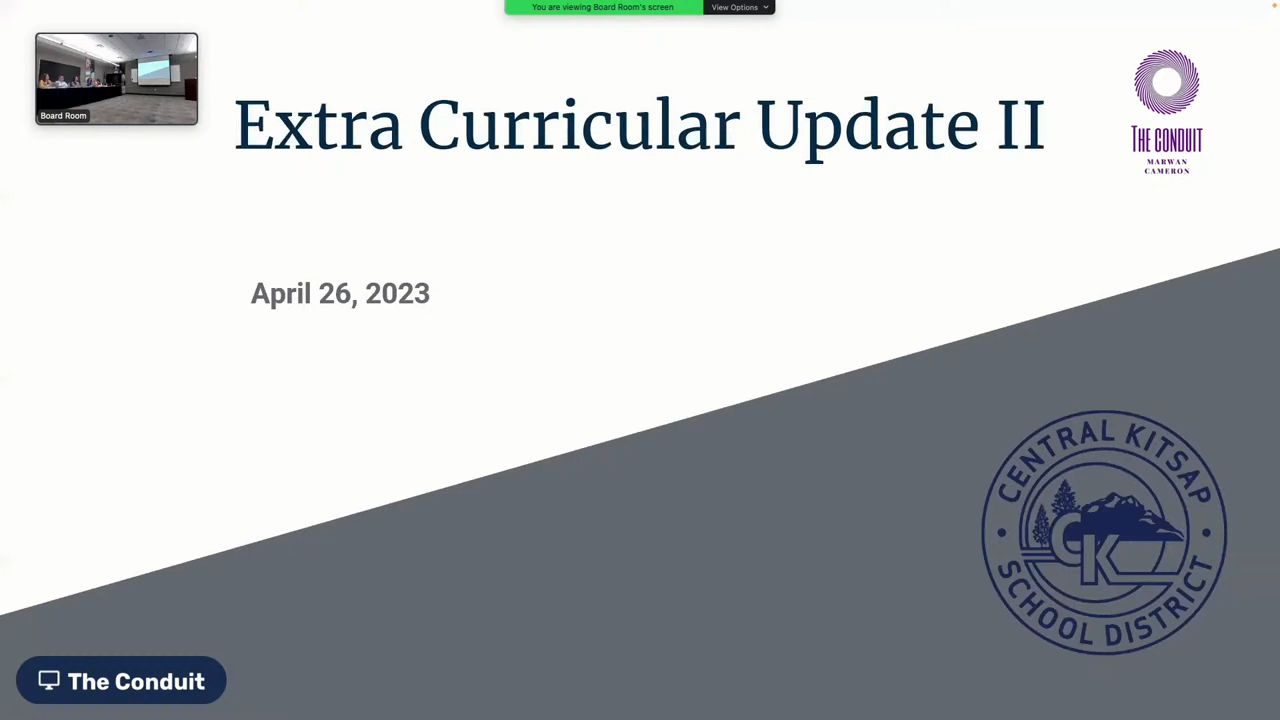 You are viewing Board Room's screen
View Options
Board Room
Extra Curricular Update II
THE CONDUIT
MARWAN
CAMERON
April 26, 2023
CENTRAL KITSAP
CK
SCHOOL DISTRICT
The Conduit